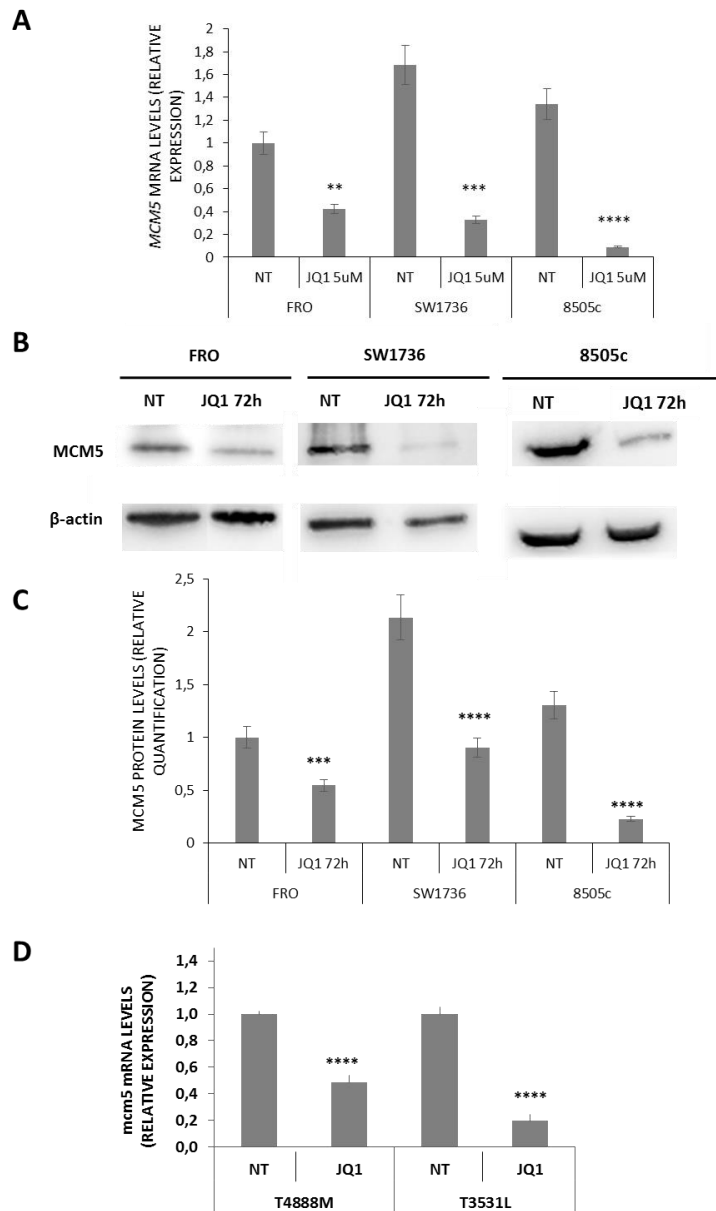 A
MCM5 MRNA LEVELS (RELATIVE
EXPRESSION)
2
1,8
1,6
1,4
1,2
1
0,8
0,6
0,4
0,2
0
** *** ****
NT JQ1 5uM NT JQ1 5uM NT JQ1 5uM
FRO SW1736 8505c
B
FRO SW1736 8505c
NT JQ1 72h NT JQ1 72h NT JQ1 72h
MCM5
β-actin
C
MCM5 PROTEIN LEVELS (RELATIVE
QUANTIFICATION)
2,5
2
1,5
1
0,5
0
*** **** ****
NT JQ1 72h NT JQ1 72h NT JQ1 72h
FRO SW1736 8505c
D
mcm5 mRNA LEVELS
(RELATIVE EXPRESSION)
1,4
1,2
1,0
0,8
0,6
0,4
0,2
0,0
**** ****
NT JQ1 NT JQ1
T4888M T3531L